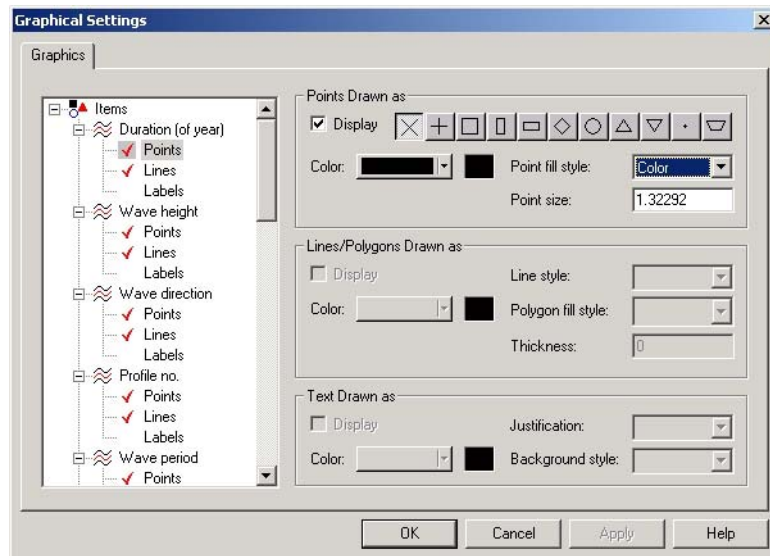 Graphical Settings
Graphics
Items
Duration (of year)
Points
Lines
Labels
Wave height
Points
Lines
Labels
Wave direction
Points
Lines
Labels
Profile no.
Points
Lines
Labels
Wave period
Points
Points Drawn as
Display
Color:
Point fill style: Color
Point size: 1.32292
Lines/Polygons Drawn as
Display
Line style:
Color:
Polygon fill style:
Thickness: 0
Text Drawn as
Display
Justification:
Color:
Background style:
OK Cancel Apply Help